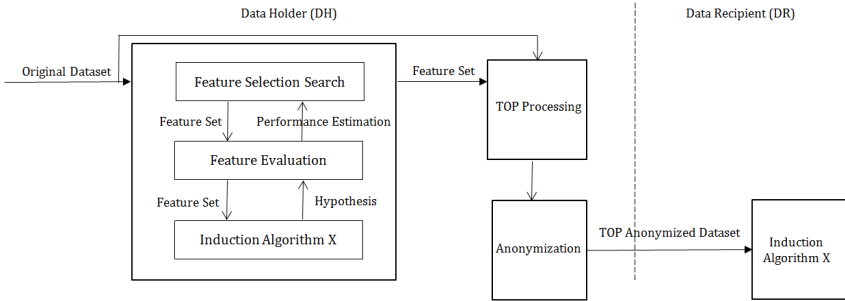 Data Holder (DH)
Data Recipient (DR)
Original Dataset
Feature Selection Search
Feature Set
Performance Estimation
Feature Evaluation
Feature Set
Hypothesis
Induction Algorithm X
Feature Set
TOP Processing
Anonymization
TOP Anonymized Dataset
Induction
Algorithm X